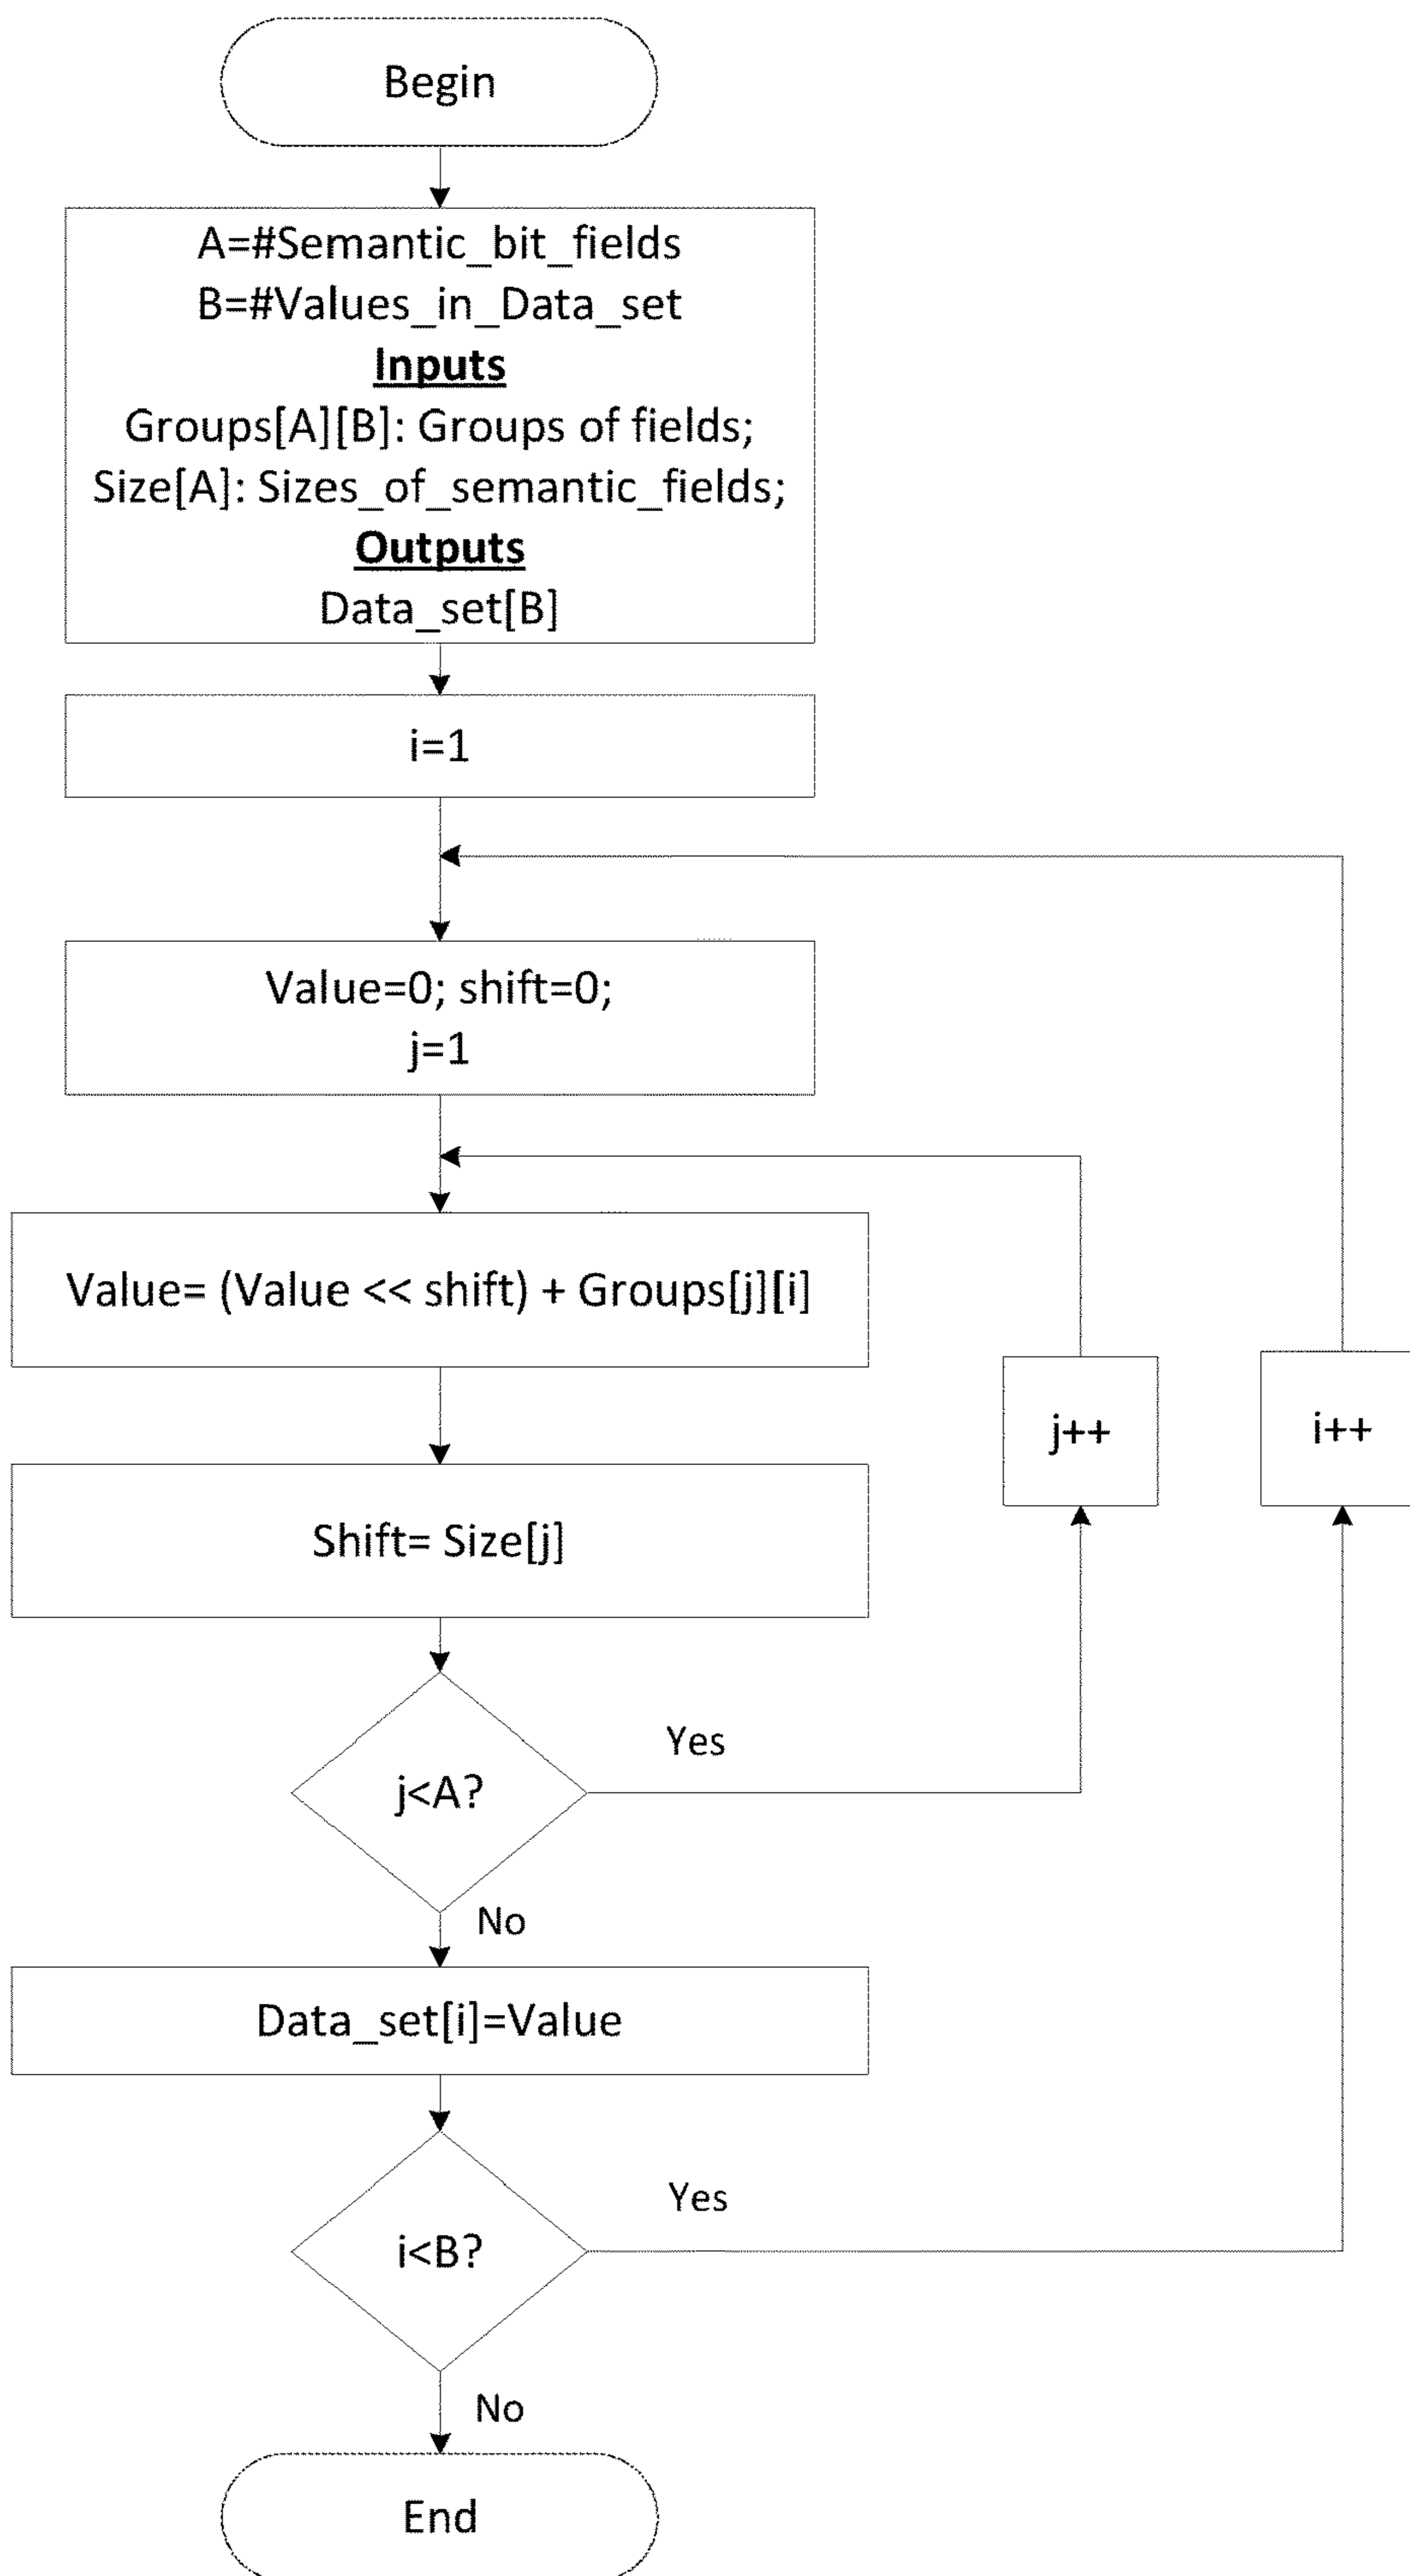 Begin
A=#Semantic_bit_fields
B=#Values_in_Data_set
Inputs
Groups[A][B]: Groups of fields;
Size[A]: Sizes_of_semantic_fields;
Outputs
Data_set[B]
i=1
Value=0; shift=0;
j=1
Value= (Value << shift) + Groups[j][i]
j++
i++
Shift= Size[j]
Yes
j<A?
No
Data_set[i]=Value
Yes
i<B?
No
End